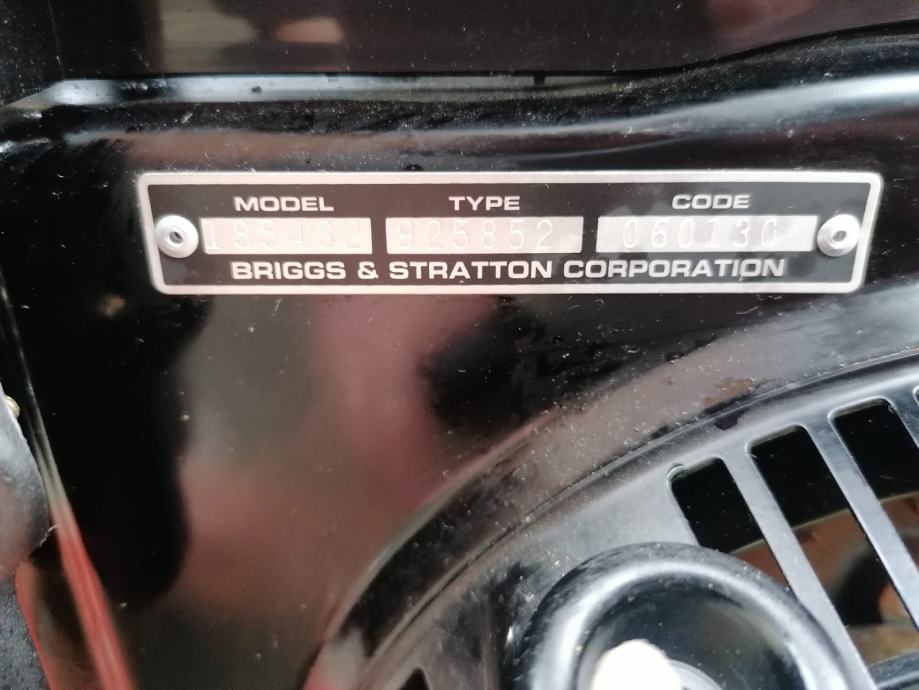 MODEL TYPE CODE
185432 925852 060130
BRIGGS & STRATTON CORPORATION